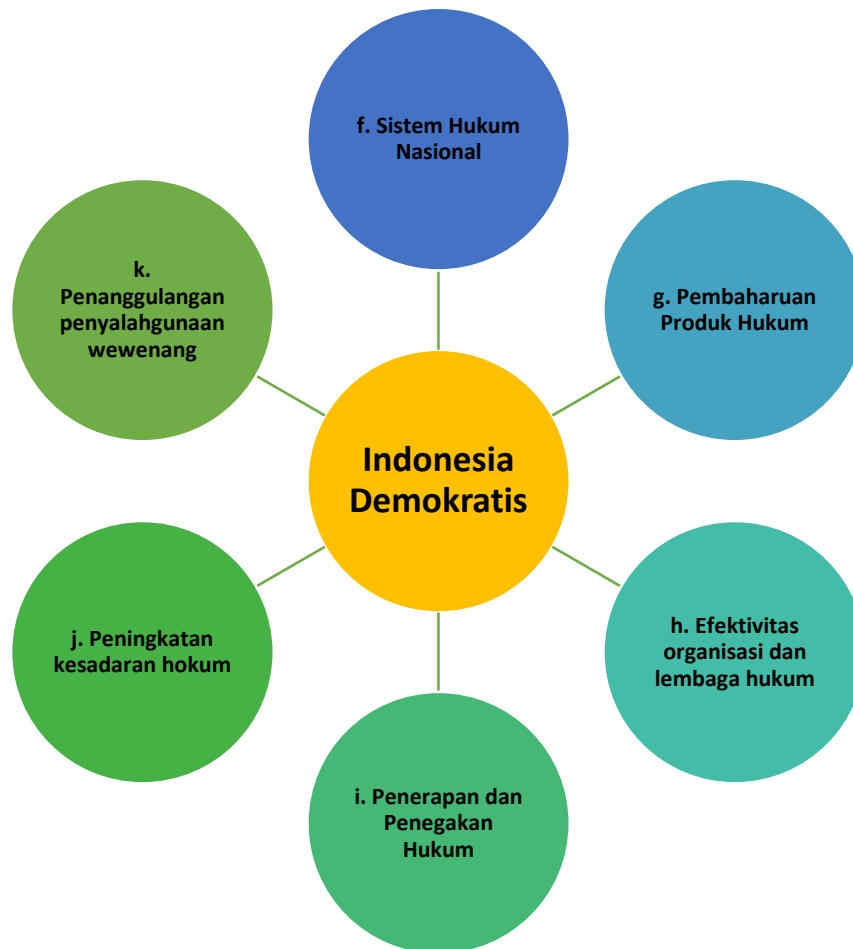 f. Sistem Hukum
Nasional
g. Pembaharuan
Produk Hukum
h. Efektivitas
organisasi dan
lembaga hukum
i. Penerapan dan
Penegakan
Hukum
j. Peningkatan
kesadaran hokum
k.
Penanggulangan
penyalahgunaan
wewenang
Indonesia
Demokratis